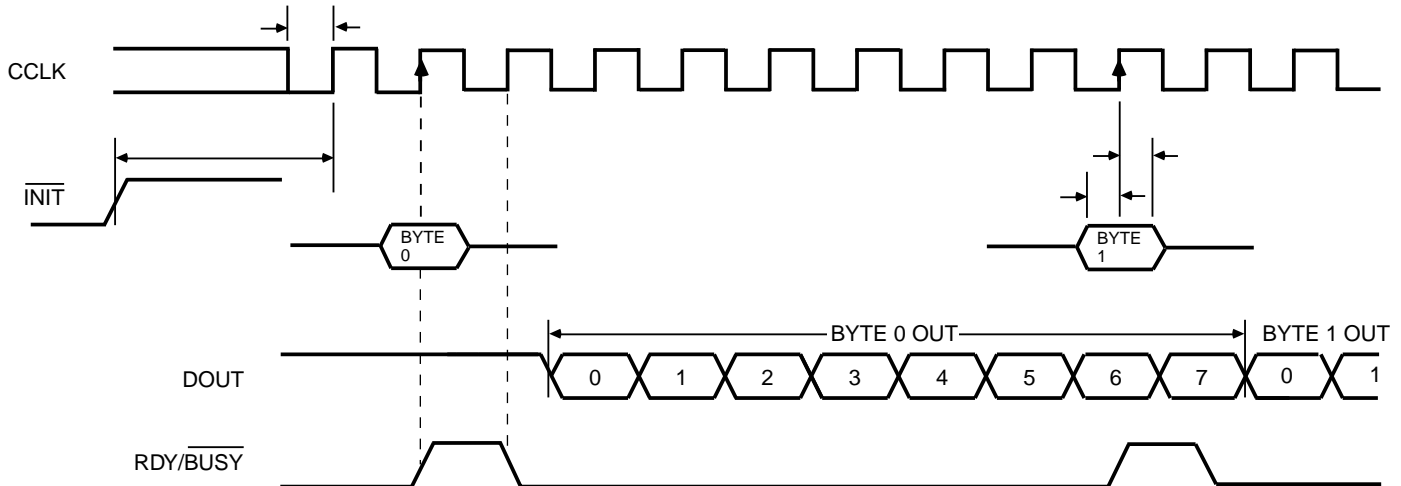 CCLK
INIT
BYTE
0
BYTE
1
BYTE 0 OUT
BYTE 1 OUT
DOUT
0 1 2 3 4 5 6 7 0 1
RDY/BUSY